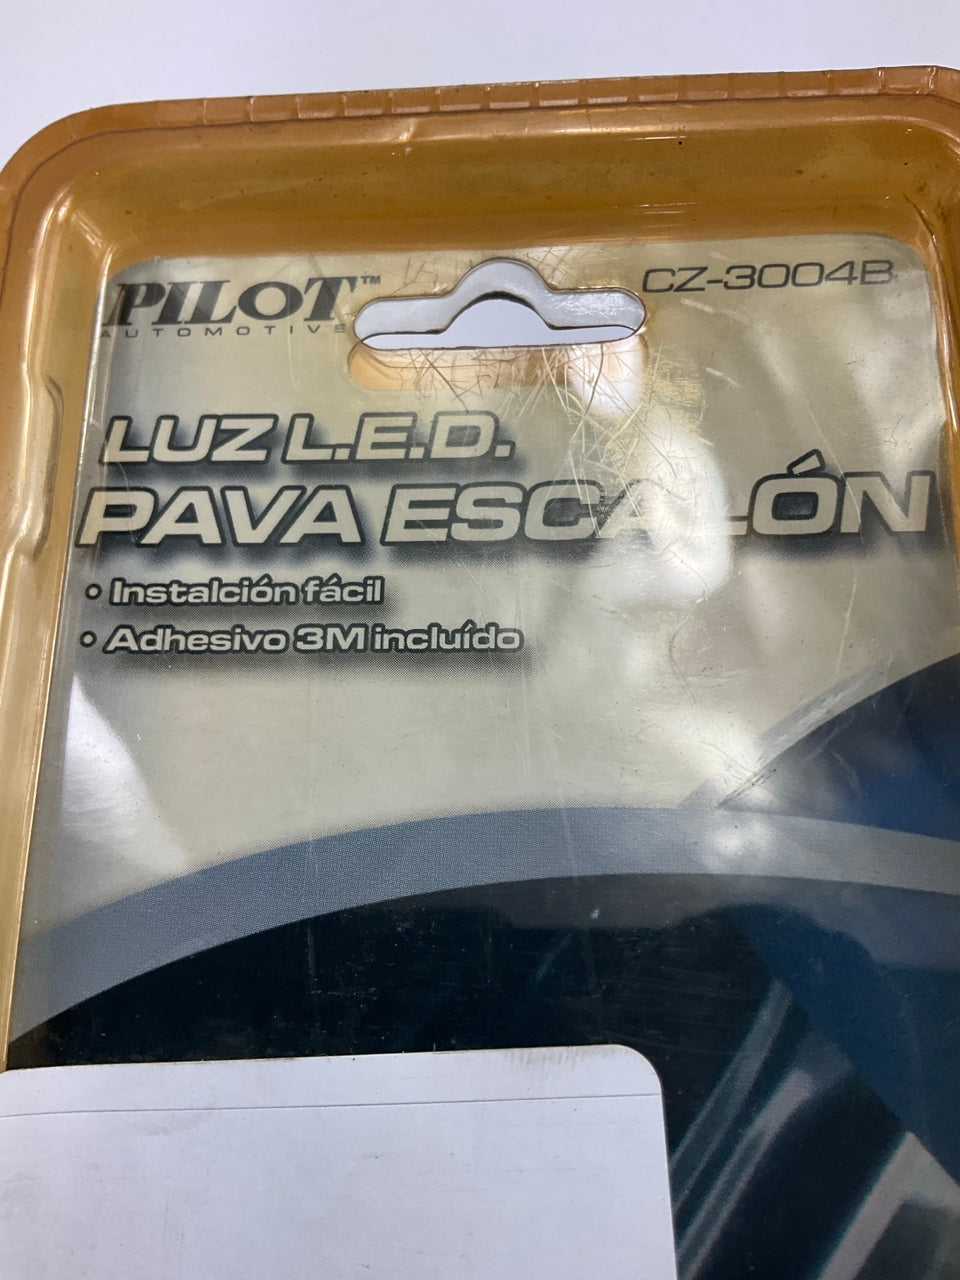 PILOT™
AUTOMOTIVE
CZ-3004B
LUZ L.E.D.
PAVA ESCALÓN
• Instalción fácil
• Adhesivo 3M incluído